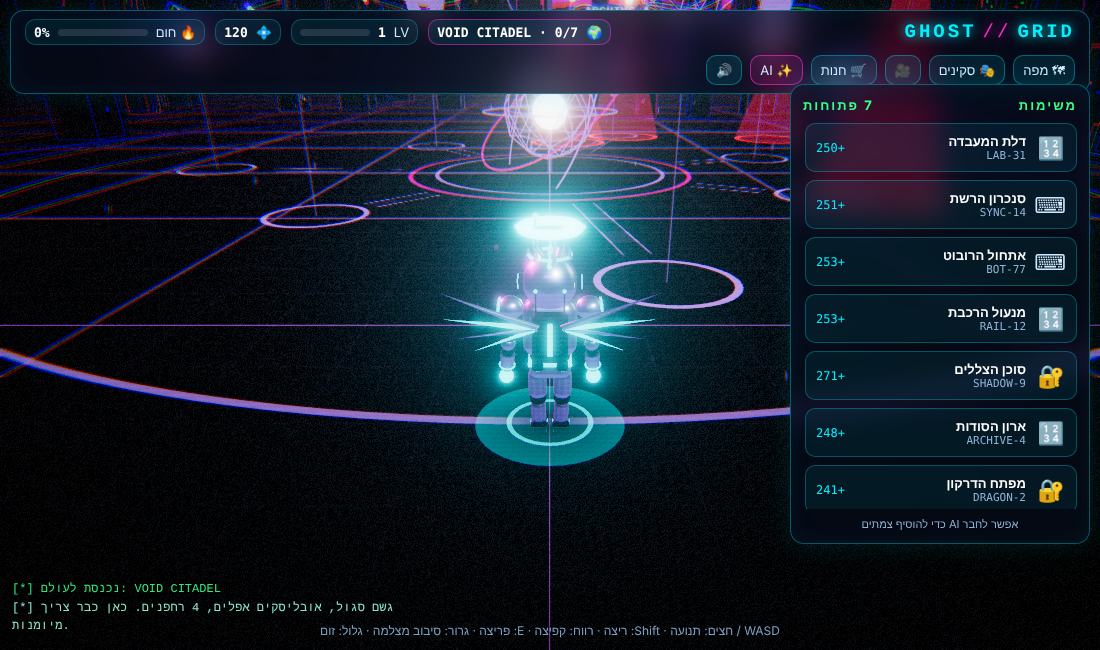 GHOST // GRID
🌍 VOID CITADEL · 0/7
LV 1
💠 120
🔥 חום 0%
🗺 מפה
🎭 סקינים
🎥
🛒 חנות
✨ AI
🔊
משימות
7 פתוחות
דלת המעבדה
LAB-31
+250
סנכרון הרשת
SYNC-14
+251
אתחול הרובוט
BOT-77
+253
מנעול הרכבת
RAIL-12
+253
סוכן הצללים
SHADOW-9
+271
ארון הסודות
ARCHIVE-4
+248
מפתח הדרקון
DRAGON-2
+241
אפשר לחבר AI כדי להוסיף צמתים
[*] נכנסת לעולם: VOID CITADEL
[*] גשם סגול, אובליסקים אפלים, 4 רחפנים. כאן כבר צריך
מיומנות.
WASD / חצים: תנועה · Shift: ריצה · רווח: קפיצה · E: פריצה · גרור: סיבוב מצלמה · גלול: זום